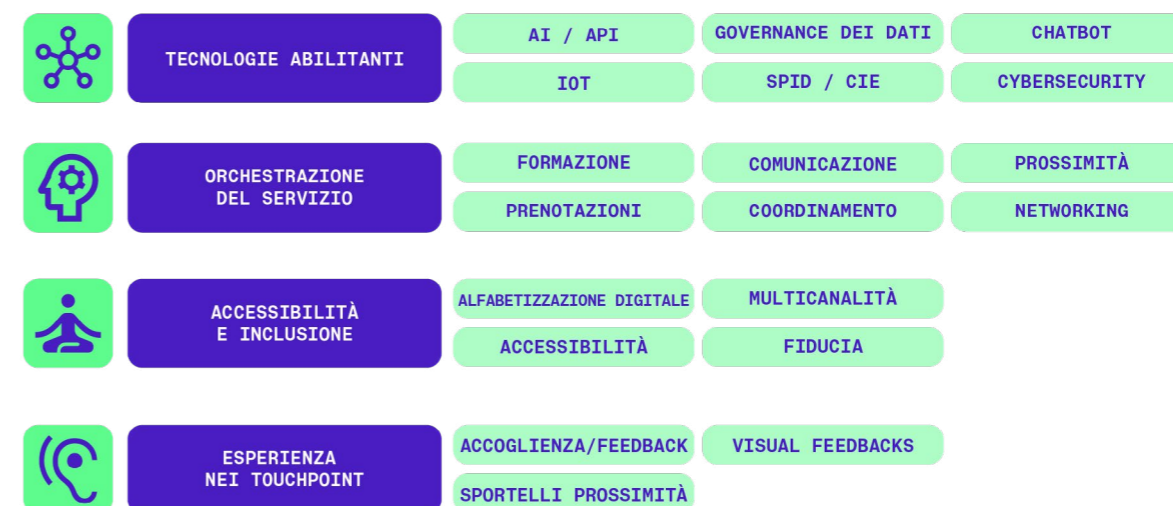 TECNOLOGIE ABILITANTI
AI / API
GOVERNANCE DEI DATI
CHATBOT
IOT
SPID / CIE
CYBERSECURITY
ORCHESTRAZIONE
DEL SERVIZIO
FORMAZIONE
COMUNICAZIONE
PROSSIMITÀ
PRENOTAZIONI
COORDINAMENTO
NETWORKING
ACCESSIBILITÀ
E INCLUSIONE
ALFABETIZZAZIONE DIGITALE
MULTICANALITÀ
ACCESSIBILITÀ
FIDUCIA
ESPERIENZA
NEI TOUCHPOINT
ACCOGLIENZA/FEEDBACK
VISUAL FEEDBACKS
SPORTELLI PROSSIMITÀ